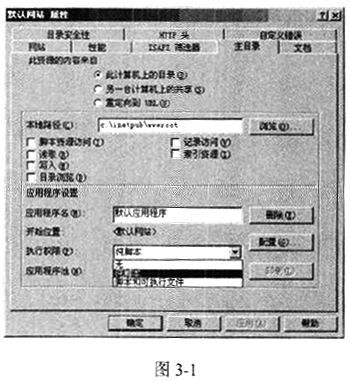 默认网站 属性
目录安全性 HTTP 头 自定义错误
网站 性能 ISAPI 筛选器 主目录 文档
此资源的内容来自
此计算机上的目录(D)
另一台计算机上的共享(S)
重定向到 URL(U)
本地路径(C): c:\inetpub\wwwroot 浏览(O)...
脚本资源访问(T) 记录访问(V)
读取(R) 索引资源(I)
写入(W)
目录浏览(B)
应用程序设置
应用程序名(M): 默认应用程序 删除(E)
开始位置: <默认网站>
执行权限(P): 纯脚本 配置(G)...
无
应用程序池(N): 纯脚本
脚本和可执行文件
确定 取消 应用(A) 帮助
图 3-1